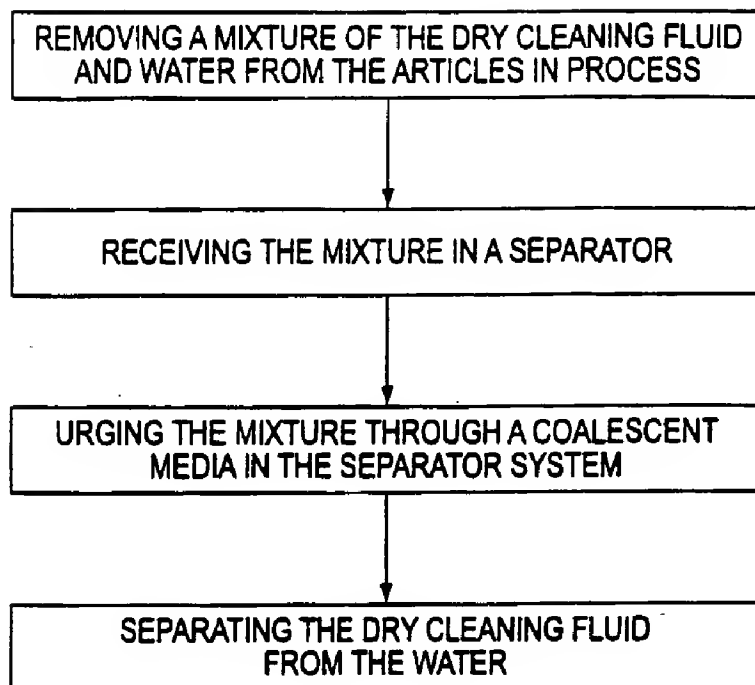 REMOVING A MIXTURE OF THE DRY CLEANING FLUID
AND WATER FROM THE ARTICLES IN PROCESS
RECEIVING THE MIXTURE IN A SEPARATOR
URGING THE MIXTURE THROUGH A COALESCENT
MEDIA IN THE SEPARATOR SYSTEM
SEPARATING THE DRY CLEANING FLUID
FROM THE WATER